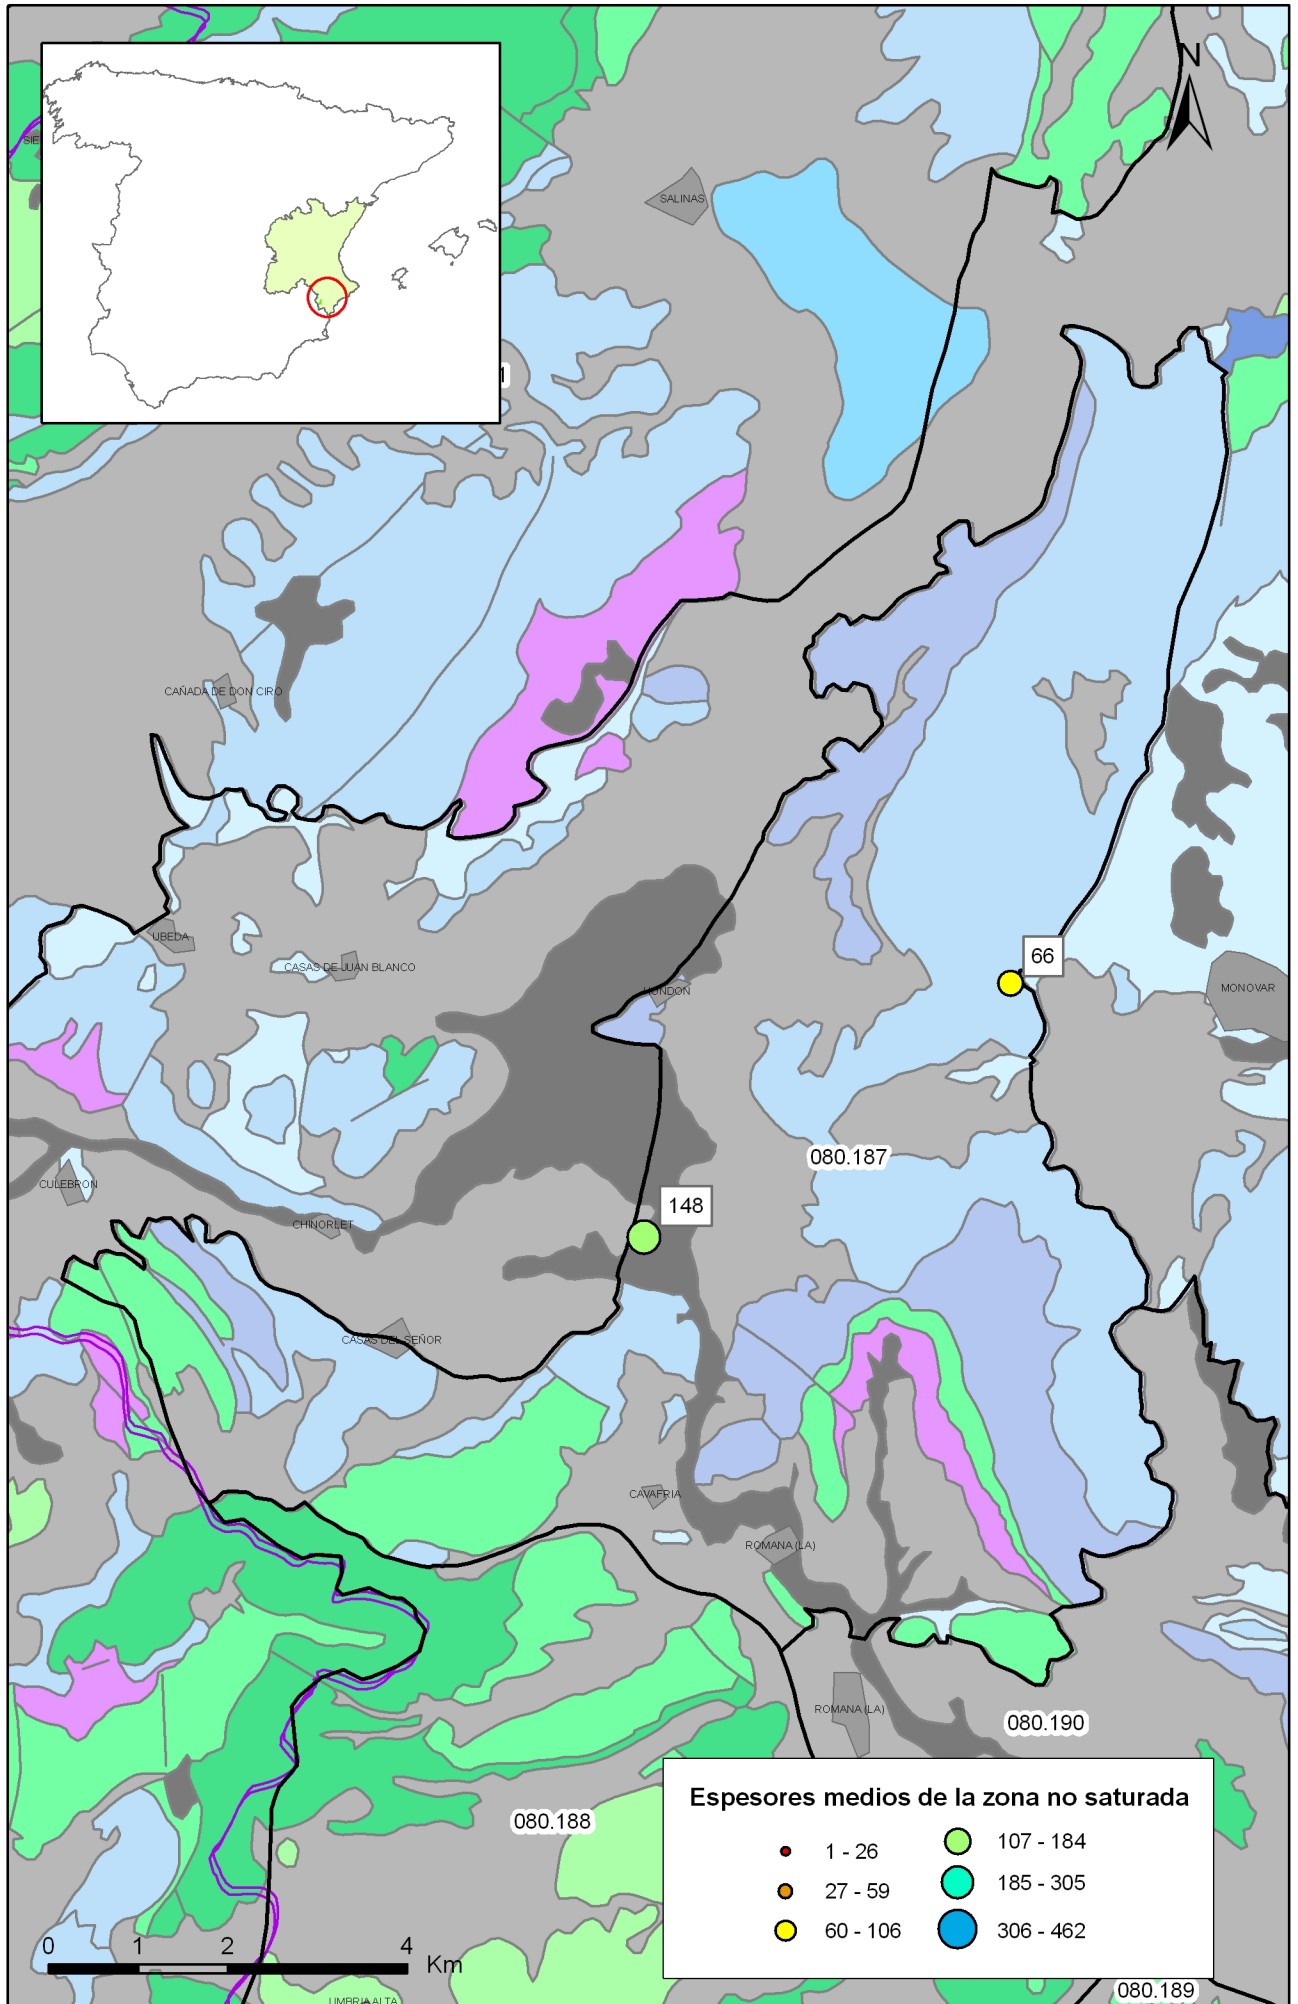 N
SIE
SALINAS
1
CAÑADA DE DON CIRO
UBEDA
CASAS DE JUAN BLANCO
66
HONDON
MONOVAR
080.187
CULEBRON
148
CHINORLET
CASAS DEL SEÑOR
CAVAFRIA
ROMANA (LA)
ROMANA (LA)
080.190
Espesores medios de la zona no saturada
1 - 26
27 - 59
60 - 106
107 - 184
185 - 305
306 - 462
080.188
0 1 2 4 Km
080.189
UMBRIA ALTA